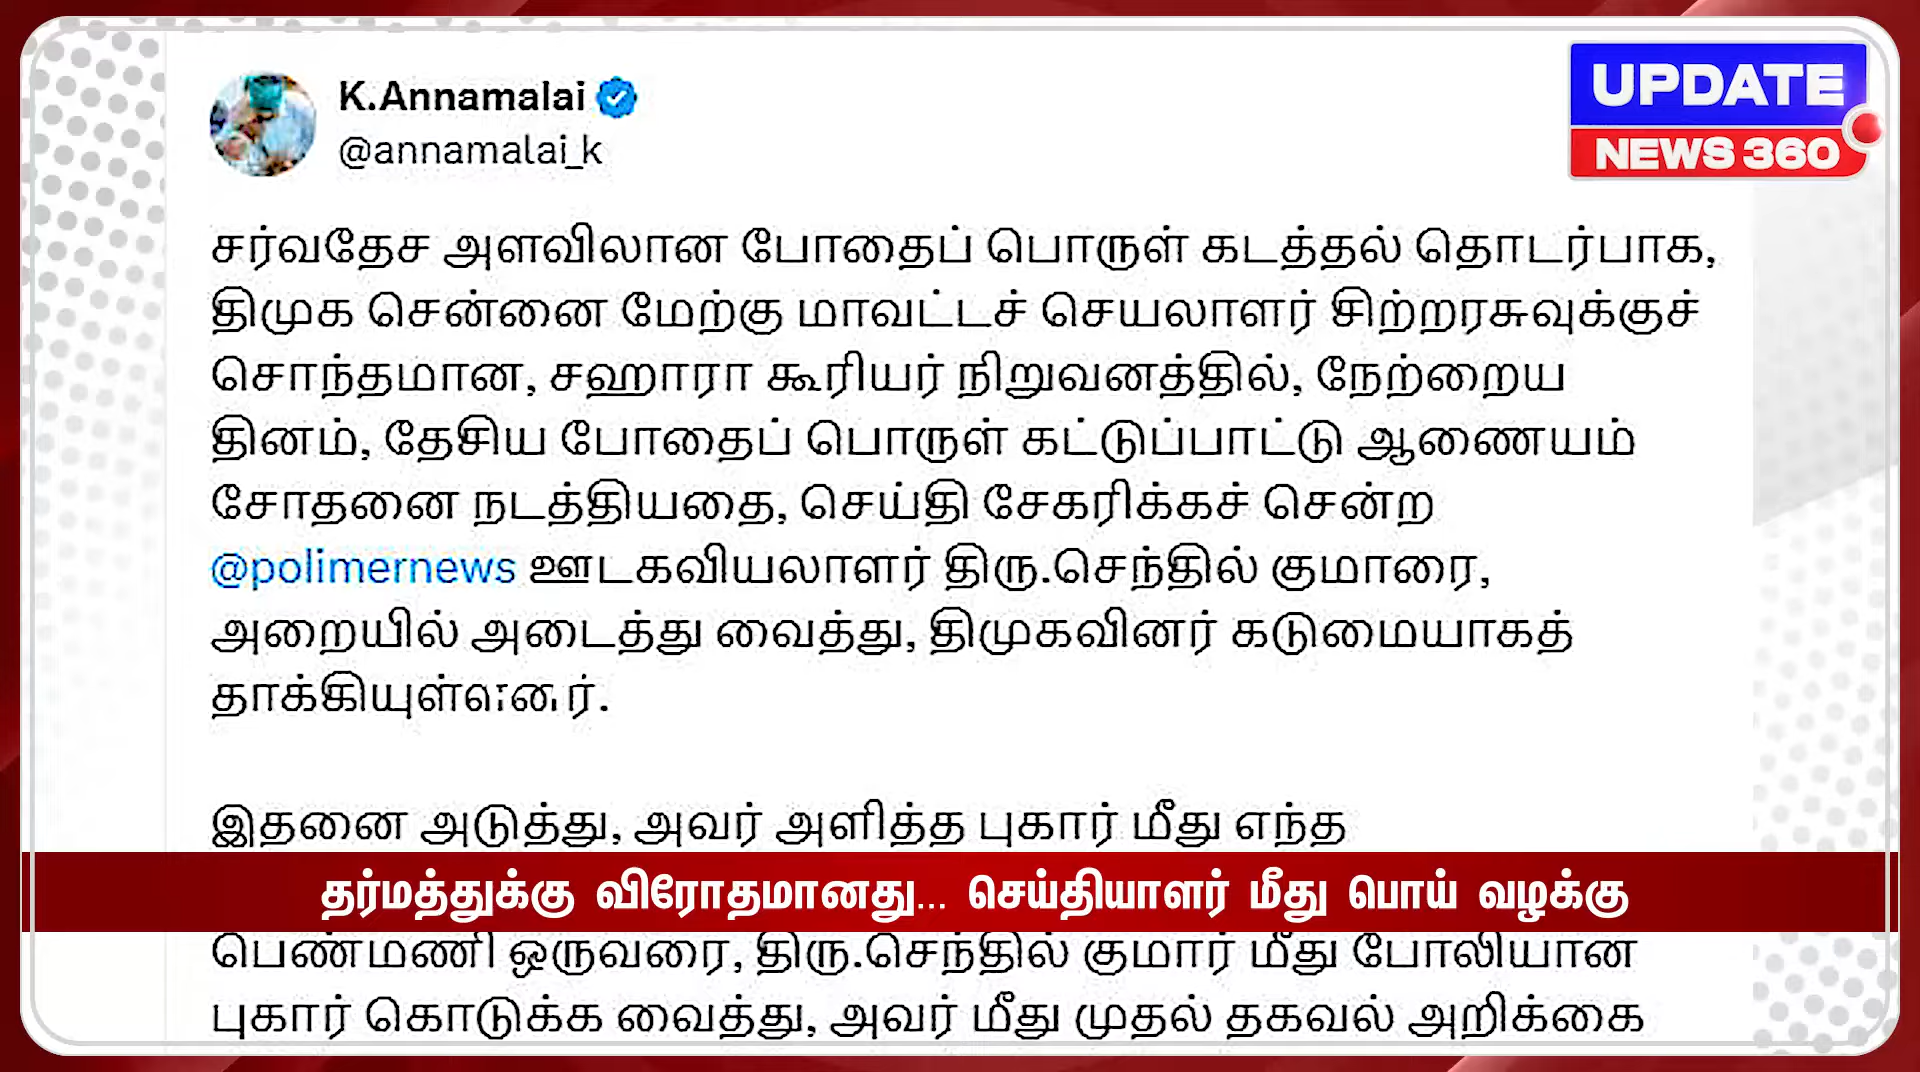 K.Annamalai
@annamalai_k
UPDATE
NEWS 360
சர்வதேச அளவிலான போதைப் பொருள் கடத்தல் தொடர்பாக,
திமுக சென்னை மேற்கு மாவட்டச் செயலாளர் சிற்றரசுவுக்குச்
சொந்தமான, சஹாரா கூரியர் நிறுவனத்தில், நேற்றைய
தினம், தேசிய போதைப் பொருள் கட்டுப்பாட்டு ஆணையம்
சோதனை நடத்தியதை, செய்தி சேகரிக்கச் சென்ற
@polimernews ஊடகவியலாளர் திரு.செந்தில் குமாரை,
அறையில் அடைத்து வைத்து, திமுகவினர் கடுமையாகத்
தாக்கியுள்ளனர்.
இதனை அடுத்து, அவர் அளித்த புகார் மீது எந்த
தர்மத்துக்கு விரோதமானது... செய்தியாளர் மீது பொய் வழக்கு
பெண்மணி ஒருவரை, திரு.செந்தில் குமார் மீது போலியான
புகார் கொடுக்க வைத்து, அவர் மீது முதல் தகவல் அறிக்கை